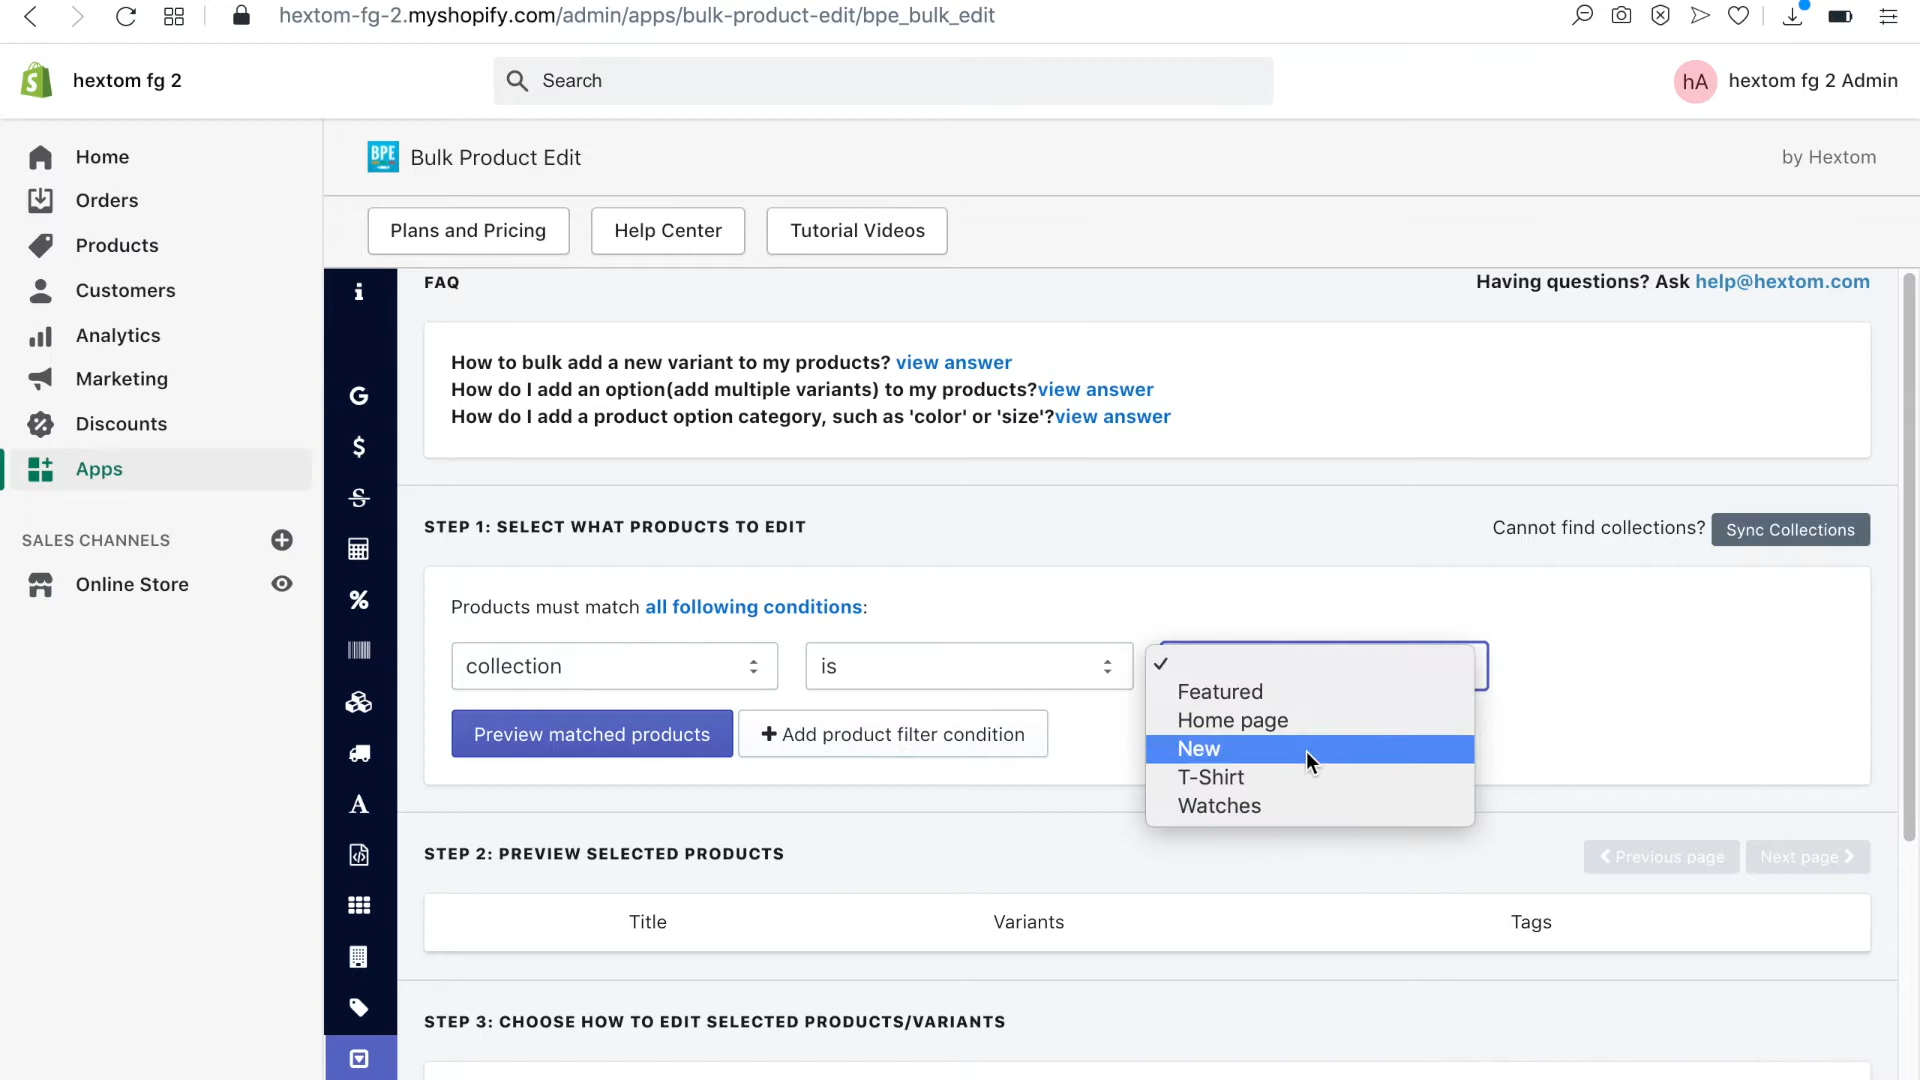 hextom-fg-2.myshopify.com/admin/apps/bulk-product-edit/bpe_bulk_edit
hextom fg 2
Search
hA
hextom fg 2 Admin
Home
Orders
Products
Customers
Analytics
Marketing
Discounts
Apps
SALES CHANNELS
Online Store
BPE
Bulk Product Edit
by Hextom
Plans and Pricing
Help Center
Tutorial Videos
FAQ
Having questions? Ask help@hextom.com
How to bulk add a new variant to my products? view answer
How do I add an option(add multiple variants) to my products?view answer
How do I add a product option category, such as 'color' or 'size'?view answer
STEP 1: SELECT WHAT PRODUCTS TO EDIT
Cannot find collections?
Sync Collections
Products must match all following conditions:
collection
is
Featured
Home page
New
T-Shirt
Watches
Preview matched products
Add product filter condition
STEP 2: PREVIEW SELECTED PRODUCTS
Previous page
Next page
Title
Variants
Tags
STEP 3: CHOOSE HOW TO EDIT SELECTED PRODUCTS/VARIANTS